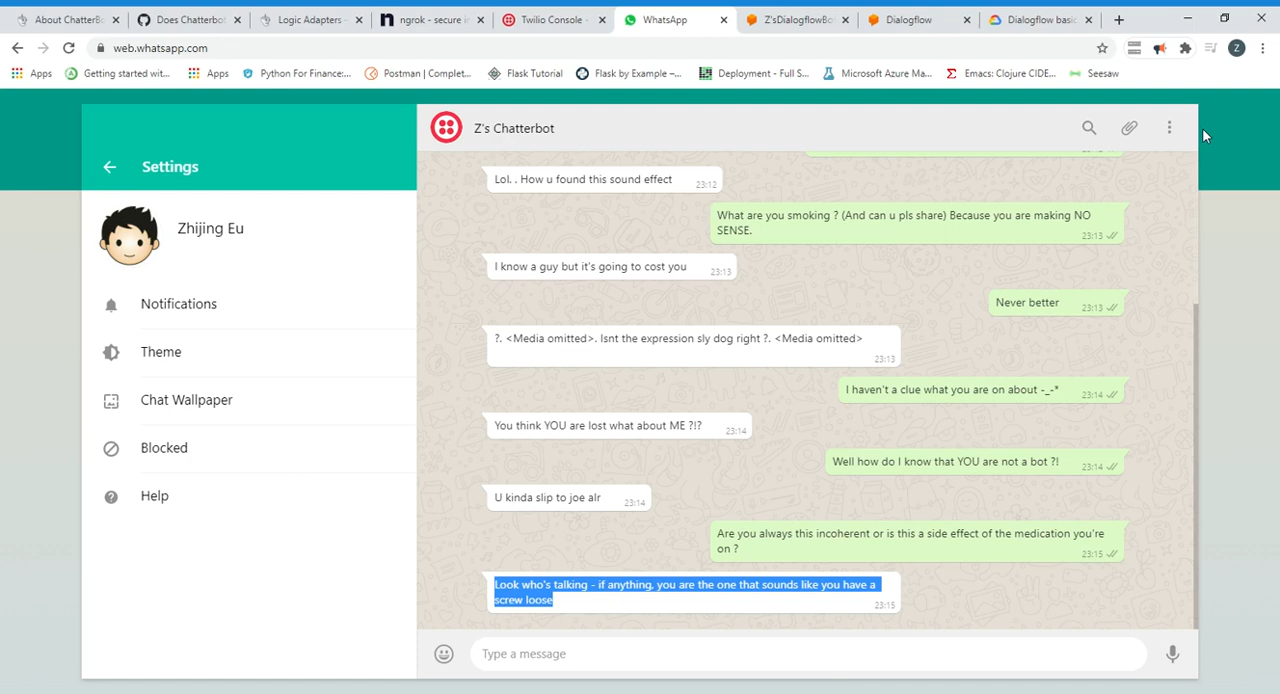 About ChatterBo
Does Chatterbot
Logic Adapters -
ngrok - secure in
Twilio Console -
WhatsApp
Z'sDialogflowBo
Dialogflow
Dialogflow basic
web.whatsapp.com
Z
Apps
Getting started wit...
Apps
Python For Finance:...
Postman | Complet...
Flask Tutorial
Flask by Example –...
Deployment - Full S...
Microsoft Azure Ma...
Emacs: Clojure CIDE...
Seesaw
Settings
Zhijing Eu
Notifications
Theme
Chat Wallpaper
Blocked
Help
Z's Chatterbot
Lol. . How u found this sound effect
23:12
What are you smoking ? (And can u pls share) Because you are making NO
SENSE.
23:13
I know a guy but it's going to cost you
23:13
Never better
23:13
?. <Media omitted>. Isnt the expression sly dog right ?. <Media omitted>
23:13
I haven't a clue what you are on about -_-*
23:14
You think YOU are lost what about ME ?!?
23:14
Well how do I know that YOU are not a bot ?!
23:14
U kinda slip to joe alr
23:14
Are you always this incoherent or is this a side effect of the medication you're
on ?
23:15
Look who's talking - if anything, you are the one that sounds like you have a
screw loose
23:15
Type a message